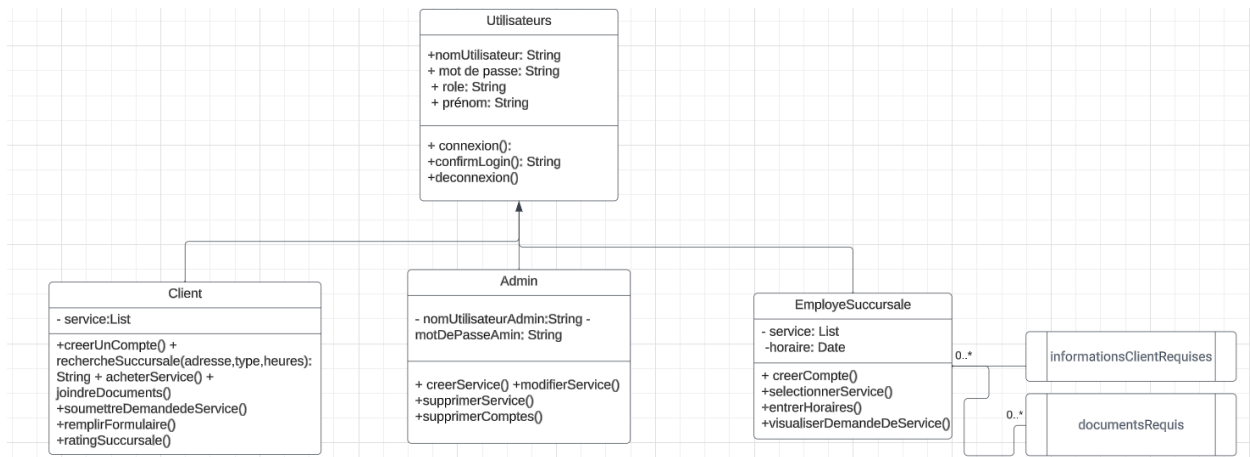 Utilisateurs
+nomUtilisateur: String
+ mot de passe: String
+ role: String
+ prénom: String
+ connexion():
+confirmLogin(): String
+deconnexion()
Client
- service:List
+creerUnCompte() +
rechercheSuccursale(adresse,type,heures):
String + acheterService() +
joindreDocuments()
+soumettreDemandedeService()
+remplirFormulaire()
+ratingSuccursale()
Admin
- nomUtilisateurAdmin:String -
motDePasseAmin: String
+ creerService() +modifierService()
+supprimerService()
+supprimerComptes()
EmployeSuccursale
- service: List
-horaire: Date
+ creerCompte()
+selectionnerService()
+entrerHoraires()
+visualiserDemandeDeService()
0..*
informationsClientRequises
0..*
documentsRequis